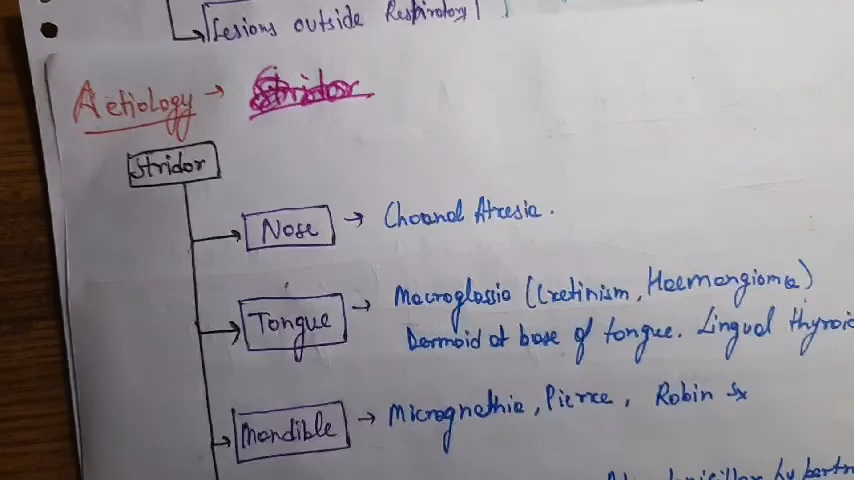 Lesions outside Respiratory
Aetiology → Stridor
Stridor
Nose → Choanal Atresia.
Tongue → Macroglossia (Cretinism, Haemangioma)
Dermoid at base of tongue. Lingual thyroid
Mandible → Micrognathia, Pierre, Robin Sx